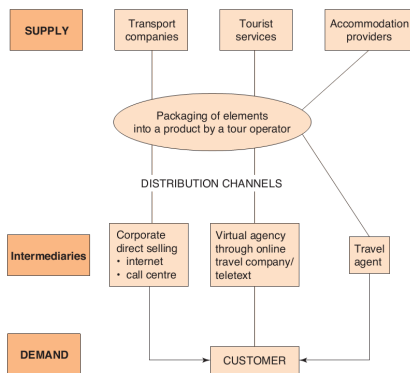 SUPPLY
Transport
companies
Tourist
services
Accommodation
providers
Packaging of elements
into a product by a tour operator
DISTRIBUTION CHANNELS
Intermediaries
Corporate
direct selling
• internet
• call centre
Virtual agency
through online
travel company/
teletext
Travel
agent
DEMAND
CUSTOMER